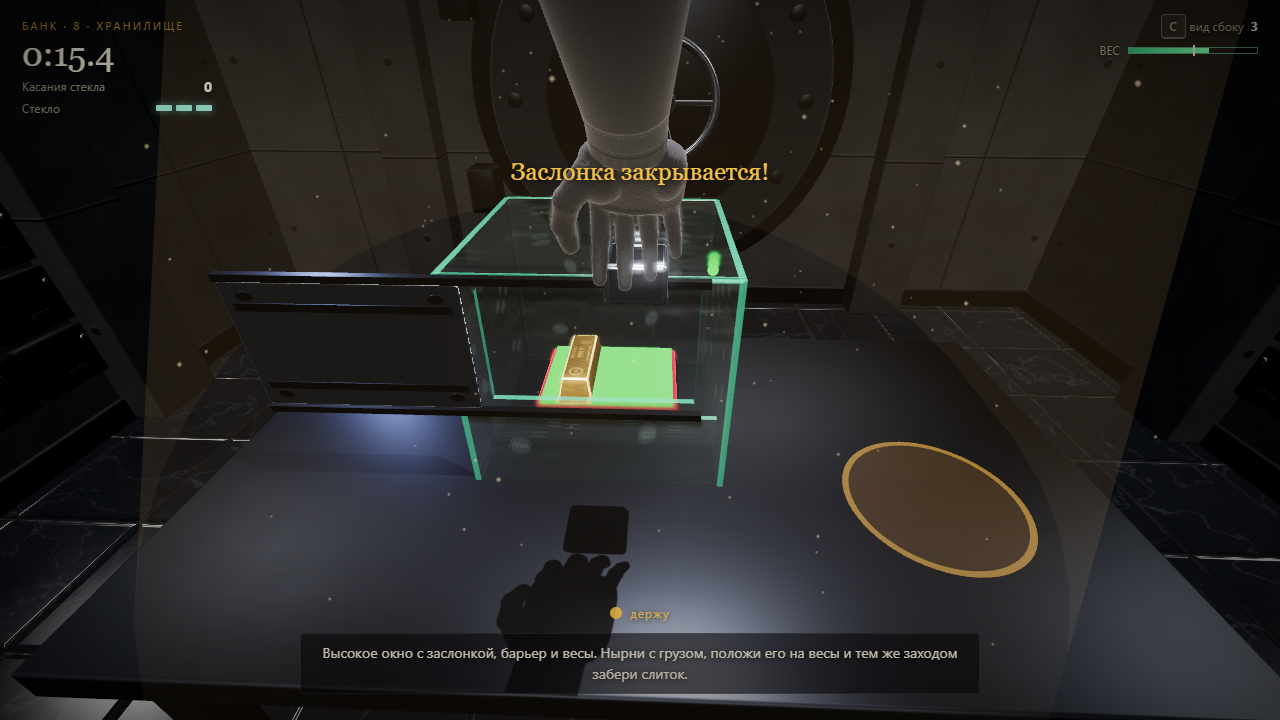 БАНК · 8 · ХРАНИЛИЩЕ
0:15.4
Касания стекла 0
Стекло
C вид сбоку 3
ВЕС
Заслонка закрывается!
держу
Высокое окно с заслонкой, барьер и весы. Нырни с грузом, положи его на весы и тем же заходом
забери слиток.